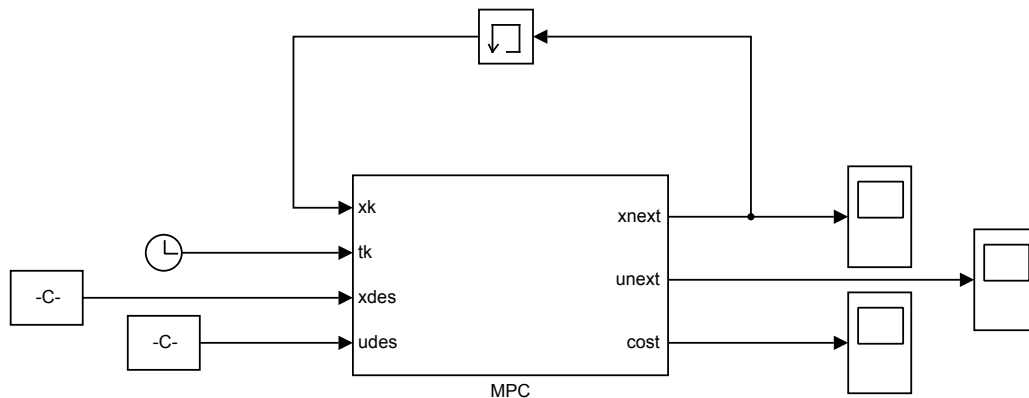 xk
tk
xdes
udes
xnext
unext
cost
-C-
-C-
MPC